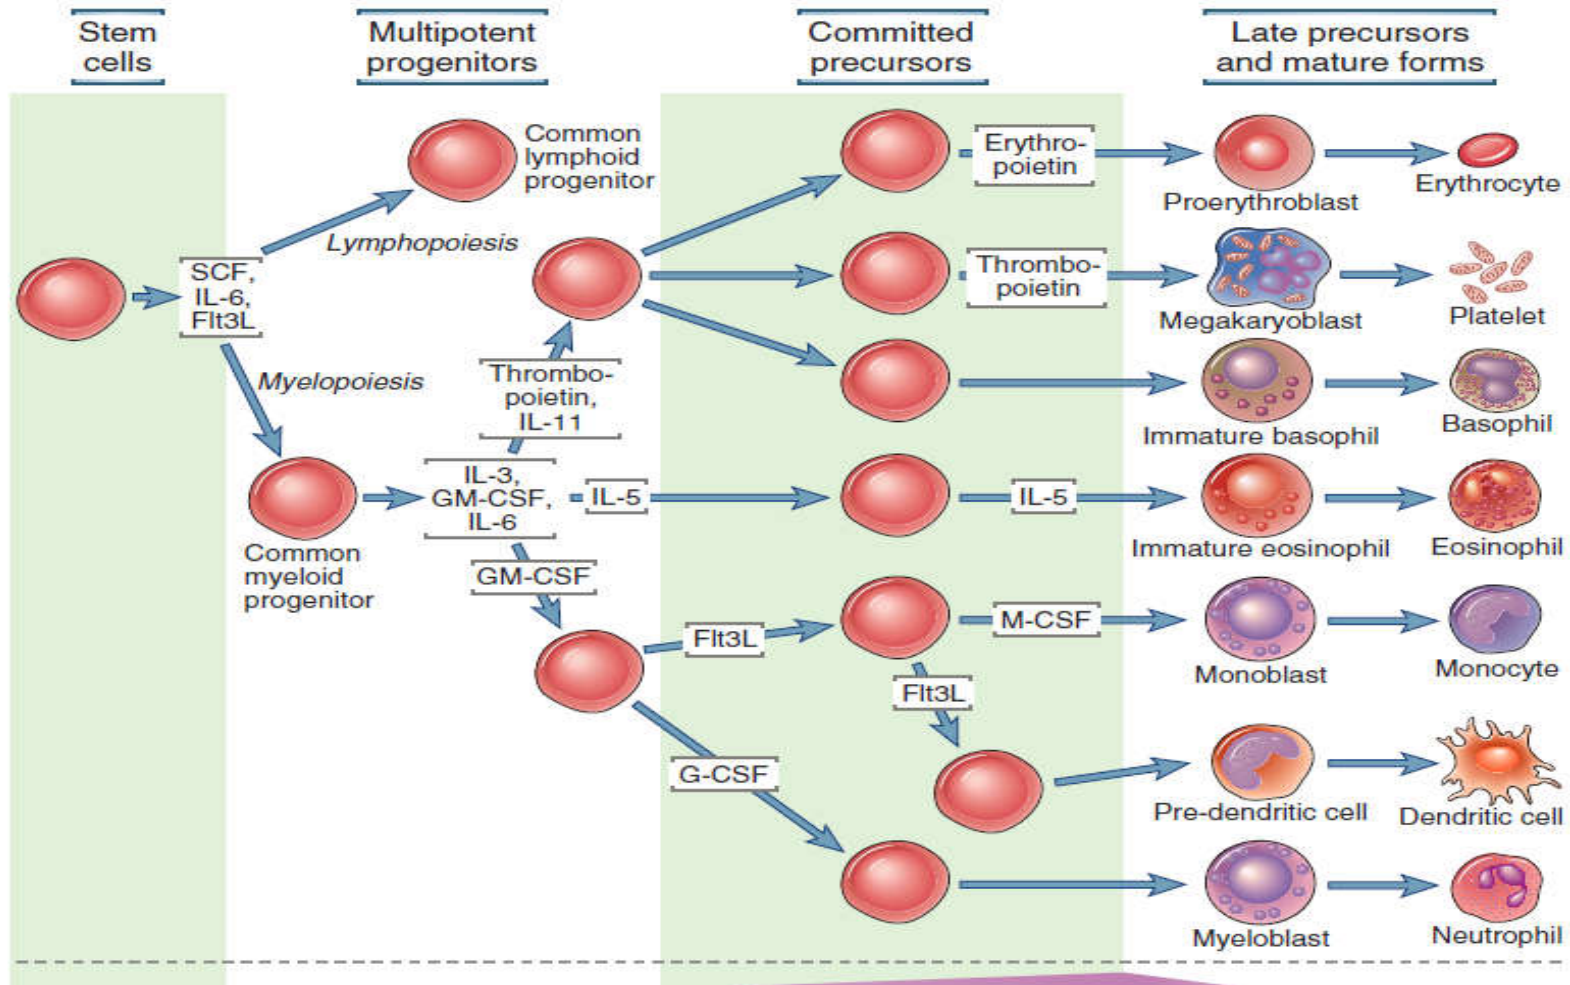 Stem
cells
Multipotent
progenitors
Committed
precursors
Late precursors
and mature forms
Common
lymphoid
progenitor
Erythro-
poietin
Proerythroblast
Erythrocyte
Lymphopoiesis
SCF,
IL-6,
Flt3L
Thrombo-
poietin
Megakaryoblast
Platelet
Myelopoiesis
Thrombo-
poietin,
IL-11
Immature basophil
Basophil
IL-3,
GM-CSF,
IL-6
IL-5
IL-5
Immature eosinophil
Eosinophil
Common
myeloid
progenitor
GM-CSF
Flt3L
M-CSF
Monoblast
Monocyte
Flt3L
G-CSF
Pre-dendritic cell
Dendritic cell
Myeloblast
Neutrophil